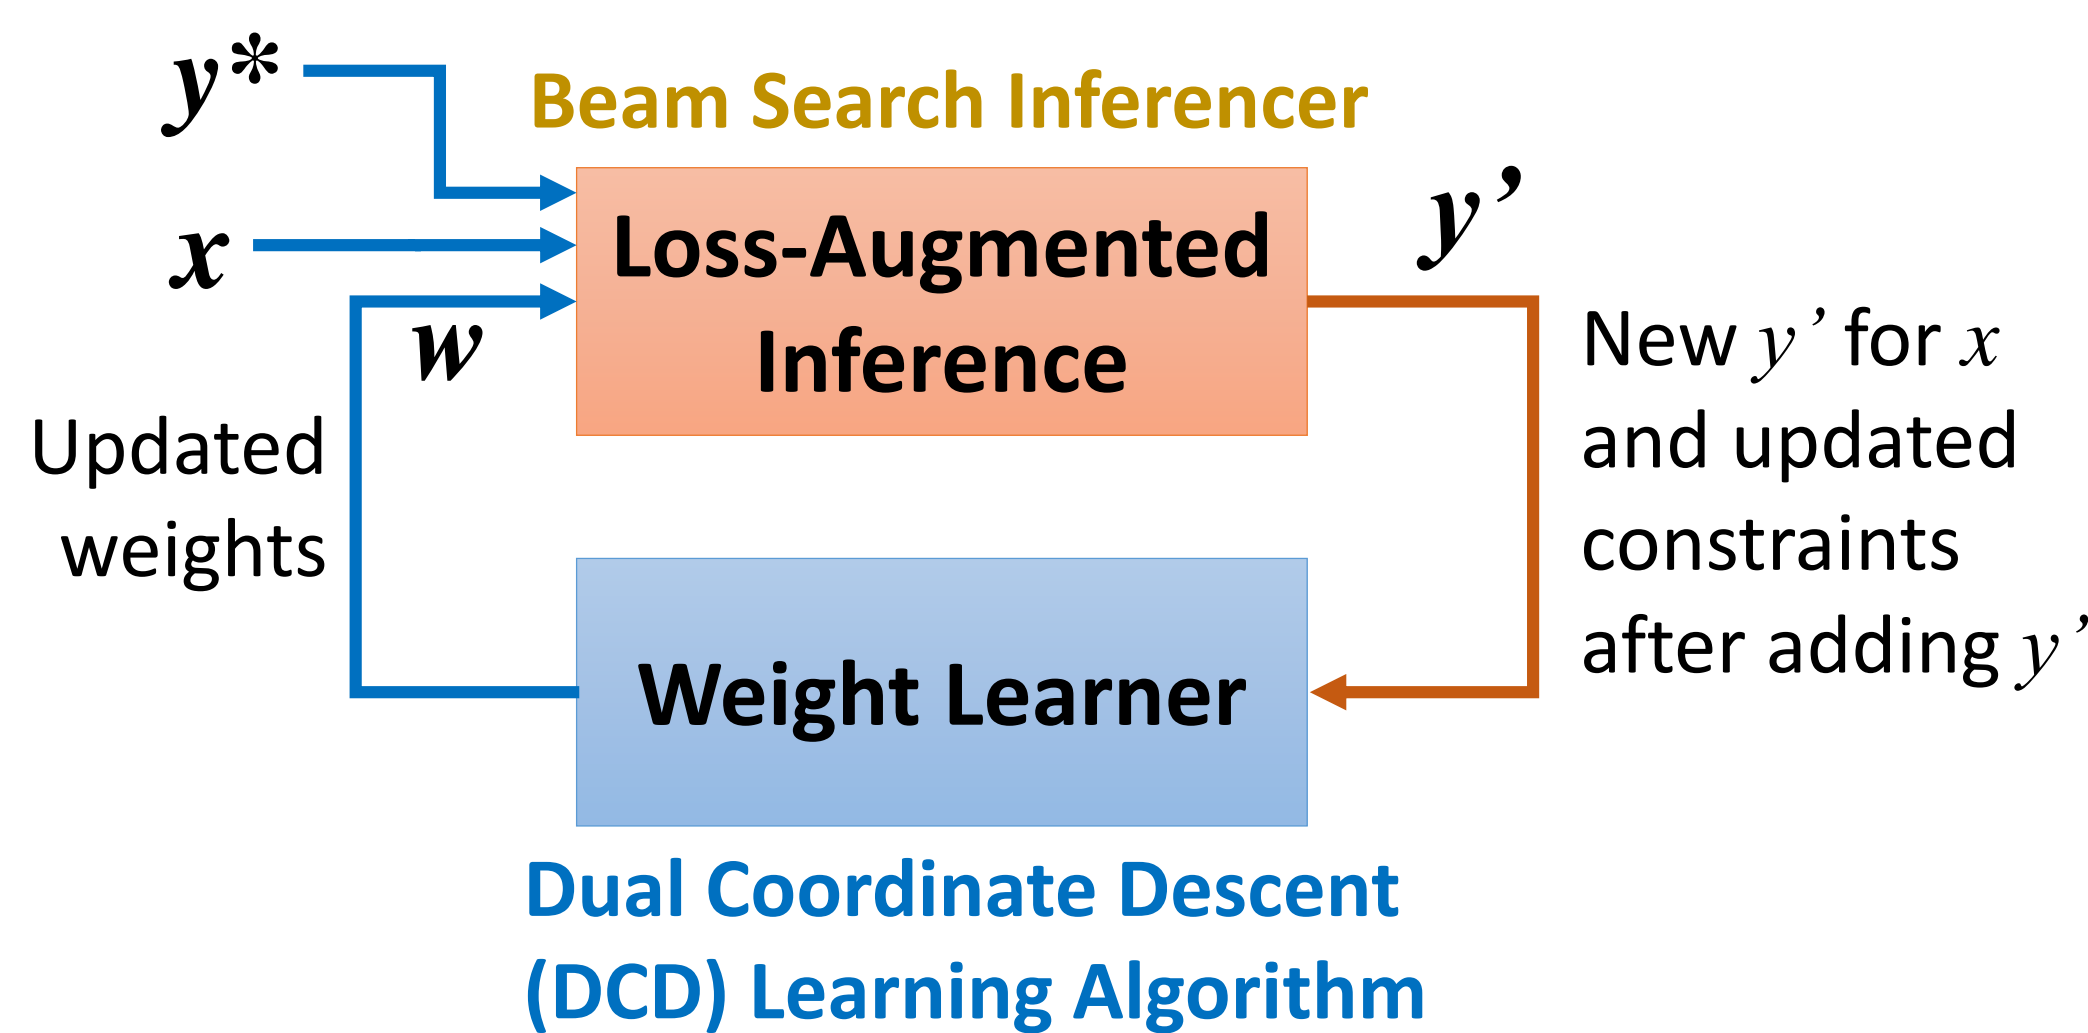 y*
Beam Search Inferencer
x
w
Loss-Augmented
Inference
y’
New y’ for x
and updated
constraints
after adding y’
Updated
weights
Weight Learner
Dual Coordinate Descent
(DCD) Learning Algorithm